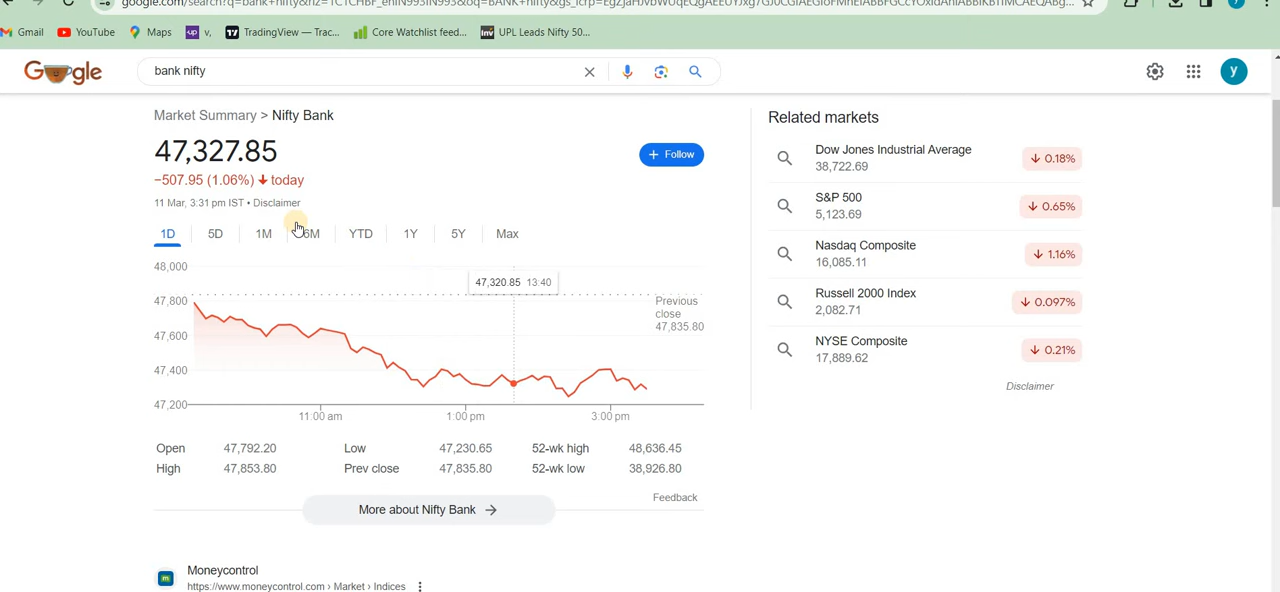 Gmail YouTube Maps v, TradingView — Trac... Core Watchlist feed... UPL Leads Nifty 50...
Google bank nifty y
Market Summary > Nifty Bank
47,327.85
+ Follow
−507.95 (1.06%) ↓ today
11 Mar, 3:31 pm IST • Disclaimer
1D 5D 1M 6M YTD 1Y 5Y Max
48,000
47,320.85 13:40
47,800
Previous
close
47,835.80
47,600
47,400
47,200
11:00 am 1:00 pm 3:00 pm
Open 47,792.20 Low 47,230.65 52-wk high 48,636.45
High 47,853.80 Prev close 47,835.80 52-wk low 38,926.80
Feedback
More about Nifty Bank →
Moneycontrol
https://www.moneycontrol.com › Market › Indices
Related markets
Dow Jones Industrial Average
38,722.69 ↓ 0.18%
S&P 500
5,123.69 ↓ 0.65%
Nasdaq Composite
16,085.11 ↓ 1.16%
Russell 2000 Index
2,082.71 ↓ 0.097%
NYSE Composite
17,889.62 ↓ 0.21%
Disclaimer